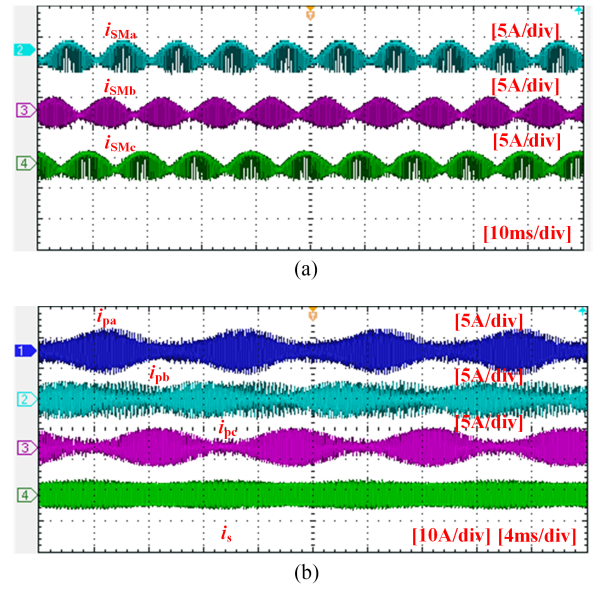 T
i_SMa [5A/div]
2
i_SMb [5A/div]
3
i_SMc [5A/div]
4
[10ms/div]
(a)
T
i_pa [5A/div]
1
i_pb [5A/div]
2
i_pc [5A/div]
3
4
i_s [10A/div] [4ms/div]
(b)